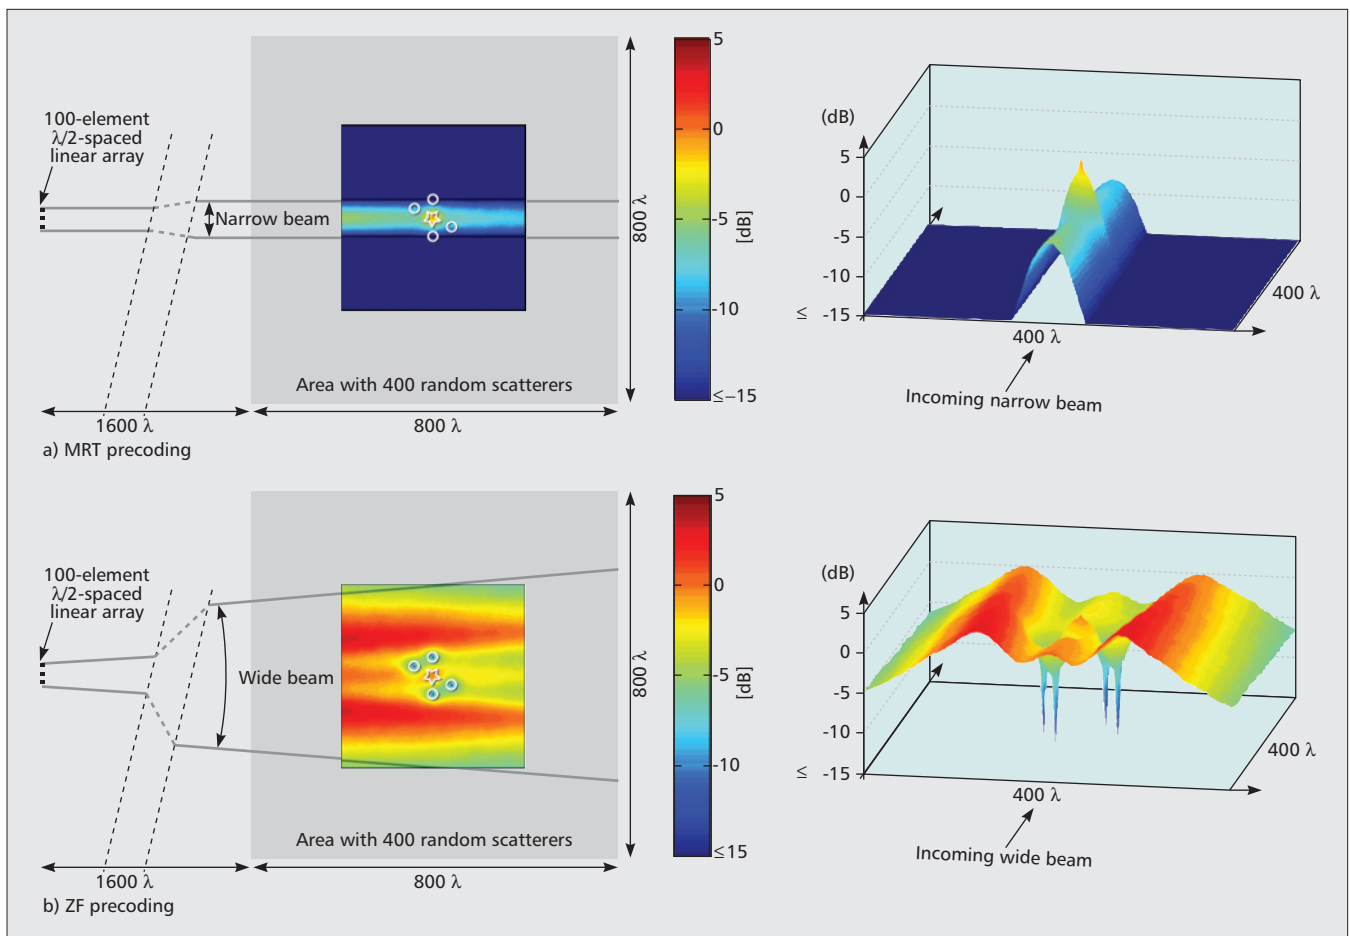 100-element
λ/2-spaced
linear array
Narrow beam
Area with 400 random scatterers
1600 λ
800 λ
800 λ
5
0
-5
-10
≤−15
[dB]
(dB)
5
0
-5
-10
≤ -15
400 λ
400 λ
Incoming narrow beam
a) MRT precoding
100-element
λ/2-spaced
linear array
Wide beam
Area with 400 random scatterers
1600 λ
800 λ
800 λ
5
0
-5
-10
≤15
[dB]
(dB)
5
0
-5
-10
≤ -15
400 λ
400 λ
Incoming wide beam
b) ZF precoding